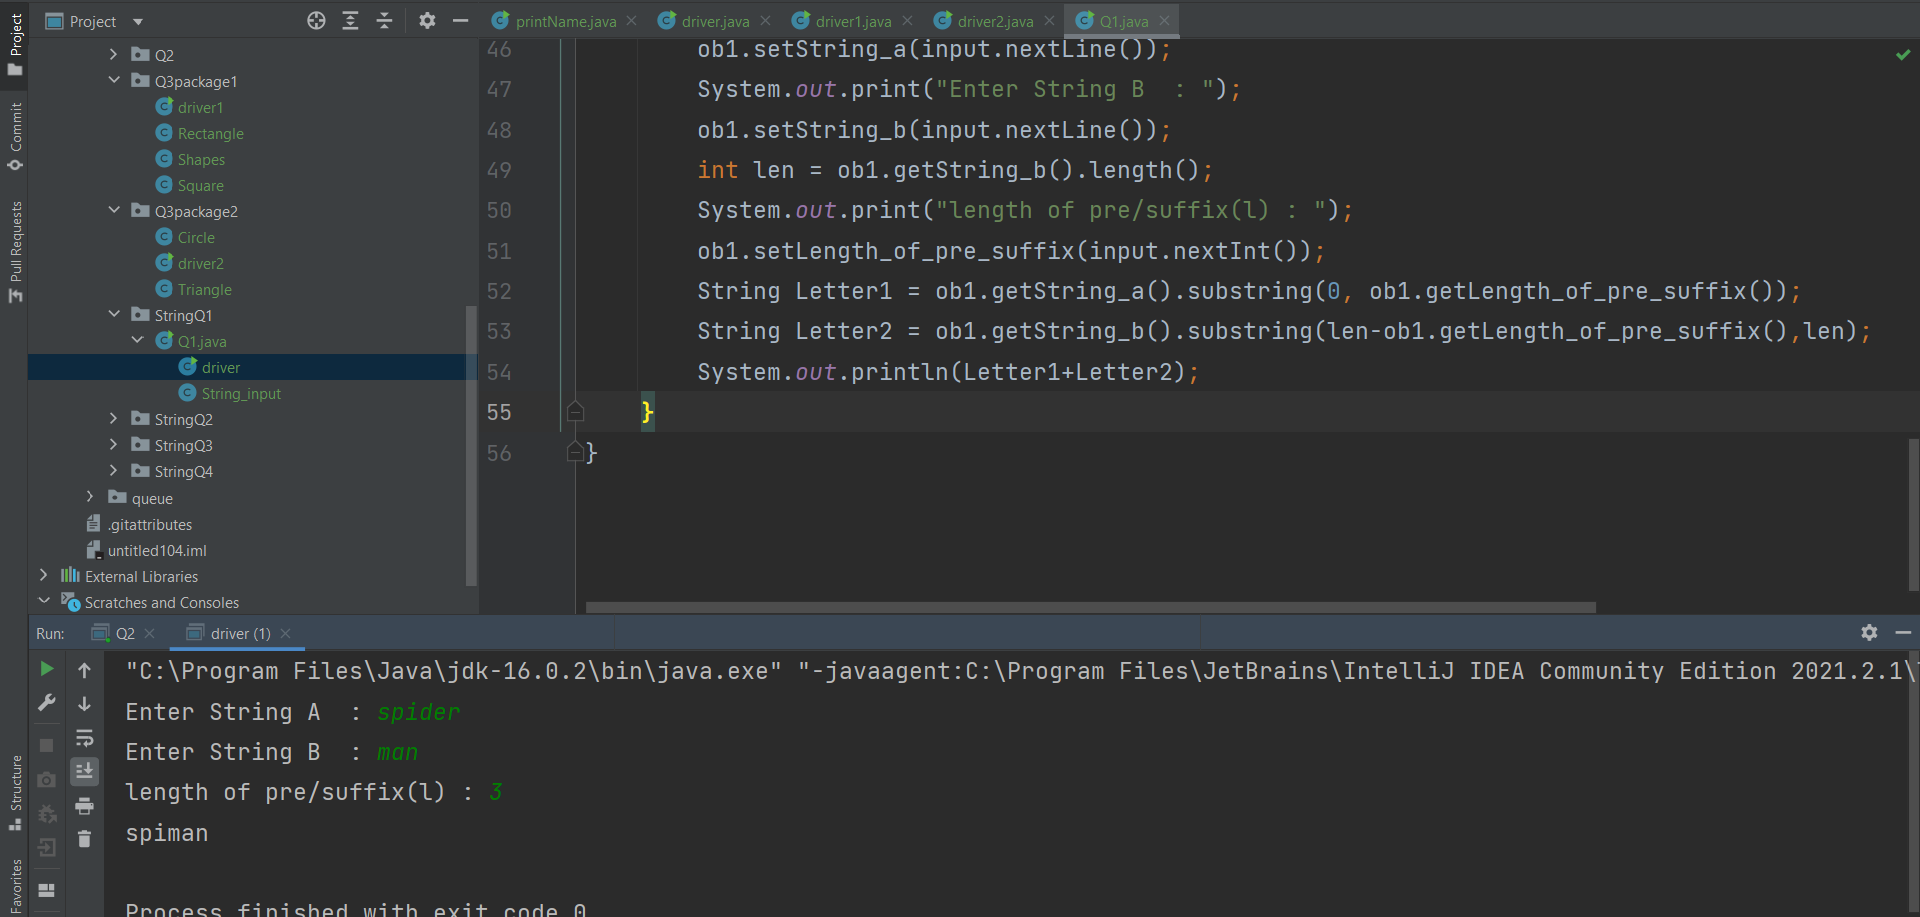 Project
printName.java
driver.java
driver1.java
driver2.java
Q1.java
Project
Commit
Pull Requests
Structure
Favorites
Q2
Q3package1
driver1
Rectangle
Shapes
Square
Q3package2
Circle
driver2
Triangle
StringQ1
Q1.java
driver
String_input
StringQ2
StringQ3
StringQ4
queue
.gitattributes
untitled104.iml
External Libraries
Scratches and Consoles
46 ob1.setString_a(input.nextLine());
47 System.out.print("Enter String B  : ");
48 ob1.setString_b(input.nextLine());
49 int len = ob1.getString_b().length();
50 System.out.print("length of pre/suffix(l) : ");
51 ob1.setLength_of_pre_suffix(input.nextInt());
52 String Letter1 = ob1.getString_a().substring(0, ob1.getLength_of_pre_suffix());
53 String Letter2 = ob1.getString_b().substring(len-ob1.getLength_of_pre_suffix(),len);
54 System.out.println(Letter1+Letter2);
55 }
56 }
Run: Q2 driver (1)
"C:\Program Files\Java\jdk-16.0.2\bin\java.exe" "-javaagent:C:\Program Files\JetBrains\IntelliJ IDEA Community Edition 2021.2.1\
Enter String A  : spider
Enter String B  : man
length of pre/suffix(l) : 3
spiman
Process finished with exit code 0